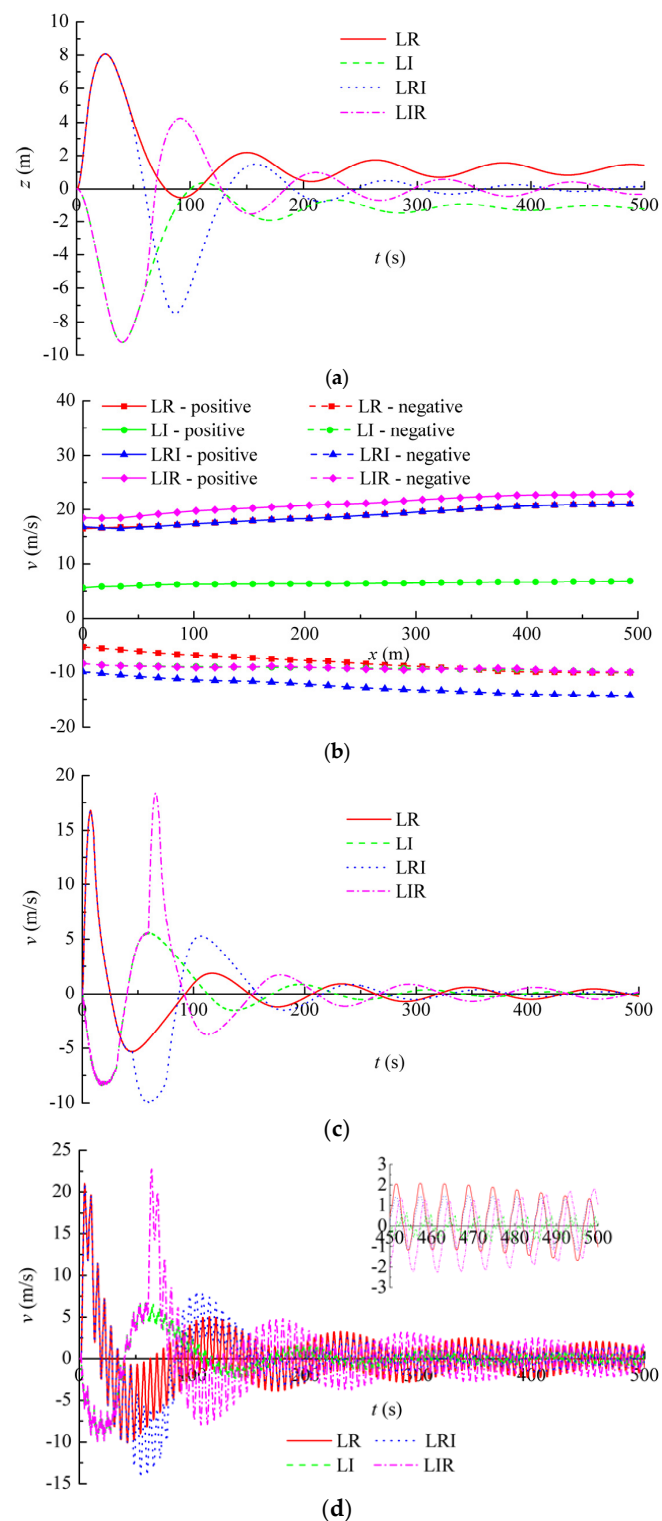 10
8
6
4
2
0
-2
-4
-6
-8
-10
z (m)
0 100 200 300 400 500
t (s)
LR
LI
LRI
LIR
(a)
40
30
20
10
0
-10
-20
v (m/s)
LR - positive LR - negative
LI - positive LI - negative
LRI - positive LRI - negative
LIR - positive LIR - negative
0 100 200 300 400 500
x (m)
(b)
20
15
10
5
0
-5
-10
v (m/s)
LR
LI
LRI
LIR
0 100 200 300 400 500
t (s)
(c)
25
20
15
10
5
0
-5
-10
-15
v (m/s)
3
2
1
0
-1
-2
-3
450 460 470 480 490 500
0 100 200 300 400 500
t (s)
LR LRI
LI LIR
(d)